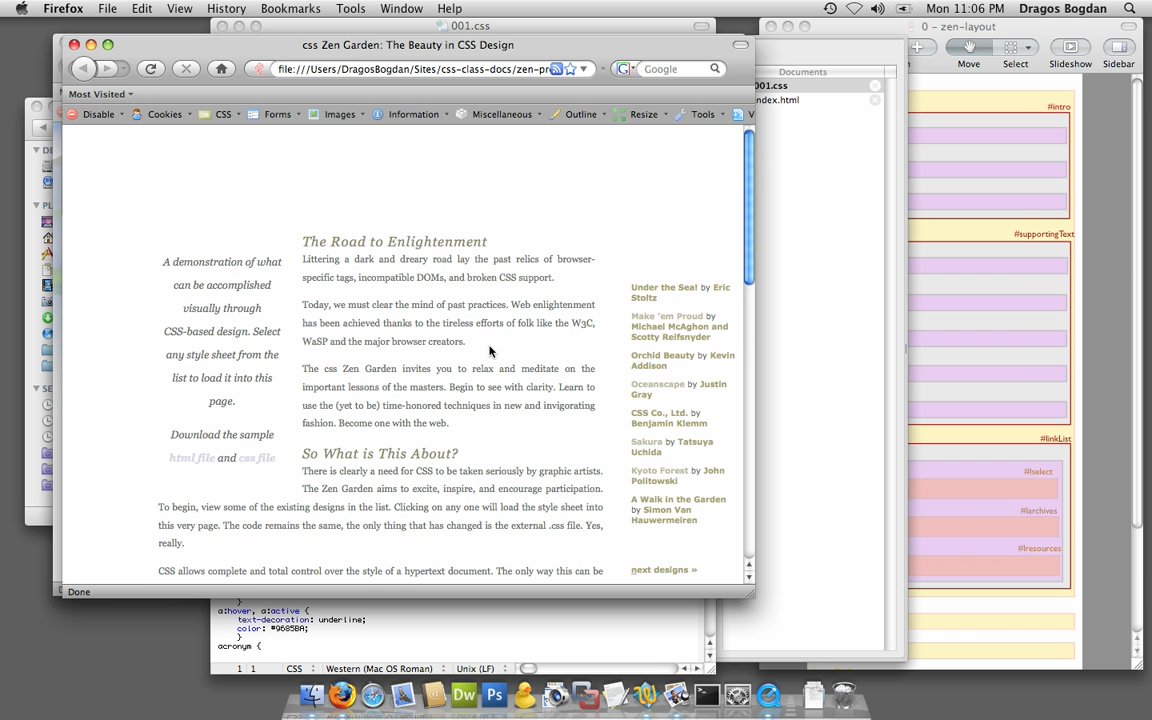 Firefox File Edit View History Bookmarks Tools Window Help
Mon 11:06 PM Dragos Bogdan
001.css
0 – zen-layout
css Zen Garden: The Beauty in CSS Design
file:///Users/DragosBogdan/Sites/css-class-docs/zen-pr
Google
Move Select Slideshow Sidebar
Most Visited
Documents
001.css
ndex.html
Disable Cookies CSS Forms Images Information Miscellaneous Outline Resize Tools V
#intro
#supportingText
#linkList
#lselect
#larchives
#lresources
The Road to Enlightenment
Littering a dark and dreary road lay the past relics of browser-
specific tags, incompatible DOMs, and broken CSS support.
Today, we must clear the mind of past practices. Web enlightenment
has been achieved thanks to the tireless efforts of folk like the W3C,
WaSP and the major browser creators.
The css Zen Garden invites you to relax and meditate on the
important lessons of the masters. Begin to see with clarity. Learn to
use the (yet to be) time-honored techniques in new and invigorating
fashion. Become one with the web.
So What is This About?
There is clearly a need for CSS to be taken seriously by graphic artists.
The Zen Garden aims to excite, inspire, and encourage participation.
To begin, view some of the existing designs in the list. Clicking on any one will load the style sheet into
this very page. The code remains the same, the only thing that has changed is the external .css file. Yes,
really.
CSS allows complete and total control over the style of a hypertext document. The only way this can be
A demonstration of what
can be accomplished
visually through
CSS-based design. Select
any style sheet from the
list to load it into this
page.
Download the sample
html file and css file
Under the Sea! by Eric
Stoltz
Make 'em Proud by
Michael McAghon and
Scotty Reifsnyder
Orchid Beauty by Kevin
Addison
Oceanscape by Justin
Gray
CSS Co., Ltd. by
Benjamin Klemm
Sakura by Tatsuya
Uchida
Kyoto Forest by John
Politowski
A Walk in the Garden
by Simon Van
Hauwermeiren
next designs »
Done
}
a:hover, a:active {
text-decoration: underline;
color: #9685BA;
}
acronym {
1 1 CSS Western (Mac OS Roman) Unix (LF)
Dw Ps